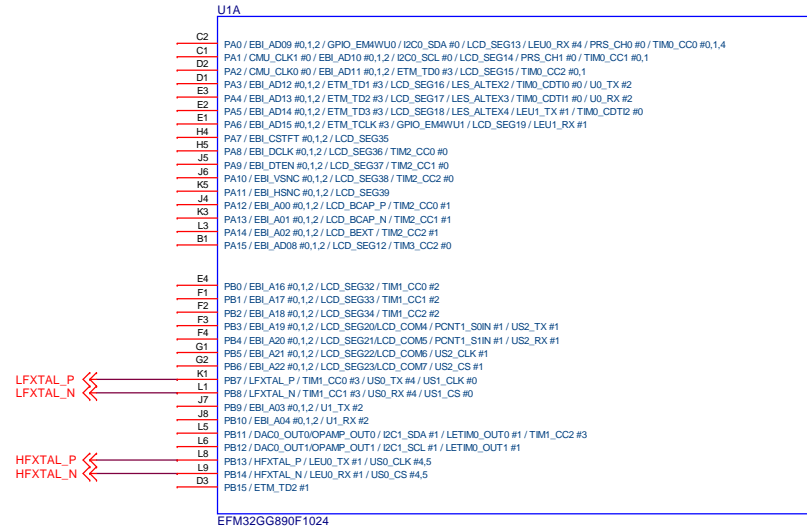 U1A
C2 PA0 / EBI_AD09 #0,1,2 / GPIO_EM4WU0 / I2C0_SDA #0 / LCD_SEG13 / LEU0_RX #4 / PRS_CH0 #0 / TIM0_CC0 #0,1,4
C1 PA1 / CMU_CLK1 #0 / EBI_AD10 #0,1,2 / I2C0_SCL #0 / LCD_SEG14 / PRS_CH1 #0 / TIM0_CC1 #0,1
D2 PA2 / CMU_CLK0 #0 / EBI_AD11 #0,1,2 / ETM_TD0 #3 / LCD_SEG15 / TIM0_CC2 #0,1
D1 PA3 / EBI_AD12 #0,1,2 / ETM_TD1 #3 / LCD_SEG16 / LES_ALTEX2 / TIM0_CDTI0 #0 / U0_TX #2
E3 PA4 / EBI_AD13 #0,1,2 / ETM_TD2 #3 / LCD_SEG17 / LES_ALTEX3 / TIM0_CDTI1 #0 / U0_RX #2
E2 PA5 / EBI_AD14 #0,1,2 / ETM_TD3 #3 / LCD_SEG18 / LES_ALTEX4 / LEU1_TX #1 / TIM0_CDTI2 #0
E1 PA6 / EBI_AD15 #0,1,2 / ETM_TCLK #3 / GPIO_EM4WU1 / LCD_SEG19 / LEU1_RX #1
H4 PA7 / EBI_CSTFT #0,1,2 / LCD_SEG35
H5 PA8 / EBI_DCLK #0,1,2 / LCD_SEG36 / TIM2_CC0 #0
J5 PA9 / EBI_DTEN #0,1,2 / LCD_SEG37 / TIM2_CC1 #0
J6 PA10 / EBI_VSNC #0,1,2 / LCD_SEG38 / TIM2_CC2 #0
K5 PA11 / EBI_HSNC #0,1,2 / LCD_SEG39
J4 PA12 / EBI_A00 #0,1,2 / LCD_BCAP_P / TIM2_CC0 #1
K3 PA13 / EBI_A01 #0,1,2 / LCD_BCAP_N / TIM2_CC1 #1
L3 PA14 / EBI_A02 #0,1,2 / LCD_BEXT / TIM2_CC2 #1
B1 PA15 / EBI_AD08 #0,1,2 / LCD_SEG12 / TIM3_CC2 #0
E4 PB0 / EBI_A16 #0,1,2 / LCD_SEG32 / TIM1_CC0 #2
F1 PB1 / EBI_A17 #0,1,2 / LCD_SEG33 / TIM1_CC1 #2
F2 PB2 / EBI_A18 #0,1,2 / LCD_SEG34 / TIM1_CC2 #2
F3 PB3 / EBI_A19 #0,1,2 / LCD_SEG20/LCD_COM4 / PCNT1_S0IN #1 / US2_TX #1
F4 PB4 / EBI_A20 #0,1,2 / LCD_SEG21/LCD_COM5 / PCNT1_S1IN #1 / US2_RX #1
G1 PB5 / EBI_A21 #0,1,2 / LCD_SEG22/LCD_COM6 / US2_CLK #1
G2 PB6 / EBI_A22 #0,1,2 / LCD_SEG23/LCD_COM7 / US2_CS #1
LFXTAL_P K1 PB7 / LFXTAL_P / TIM1_CC0 #3 / US0_TX #4 / US1_CLK #0
LFXTAL_N L1 PB8 / LFXTAL_N / TIM1_CC1 #3 / US0_RX #4 / US1_CS #0
J7 PB9 / EBI_A03 #0,1,2 / U1_TX #2
J8 PB10 / EBI_A04 #0,1,2 / U1_RX #2
L5 PB11 / DAC0_OUT0/OPAMP_OUT0 / I2C1_SDA #1 / LETIM0_OUT0 #1 / TIM1_CC2 #3
L6 PB12 / DAC0_OUT1/OPAMP_OUT1 / I2C1_SCL #1 / LETIM0_OUT1 #1
HFXTAL_P L8 PB13 / HFXTAL_P / LEU0_TX #1 / US0_CLK #4,5
HFXTAL_N L9 PB14 / HFXTAL_N / LEU0_RX #1 / US0_CS #4,5
D3 PB15 / ETM_TD2 #1
EFM32GG890F1024